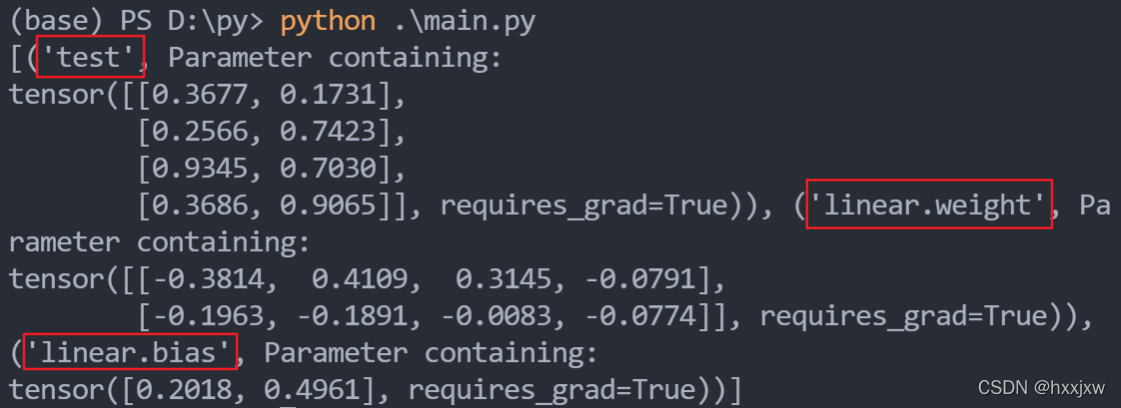 (base) PS D:\py> python .\main.py
[('test', Parameter containing:
tensor([[0.3677, 0.1731],
        [0.2566, 0.7423],
        [0.9345, 0.7030],
        [0.3686, 0.9065]], requires_grad=True)), ('linear.weight', Pa
rameter containing:
tensor([[-0.3814,  0.4109,  0.3145, -0.0791],
        [-0.1963, -0.1891, -0.0083, -0.0774]], requires_grad=True)),
('linear.bias', Parameter containing:
tensor([0.2018, 0.4961], requires_grad=True))]
CSDN @hxxjxw